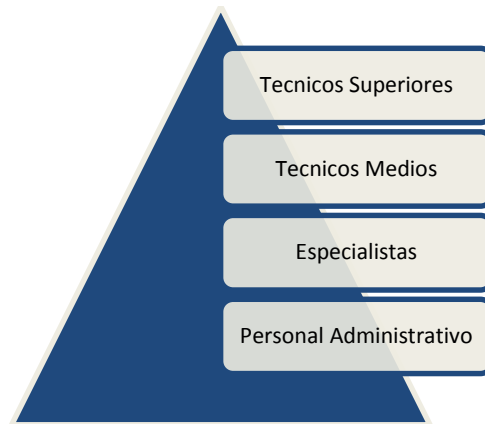 Tecnicos Superiores
Tecnicos Medios
Especialistas
Personal Administrativo